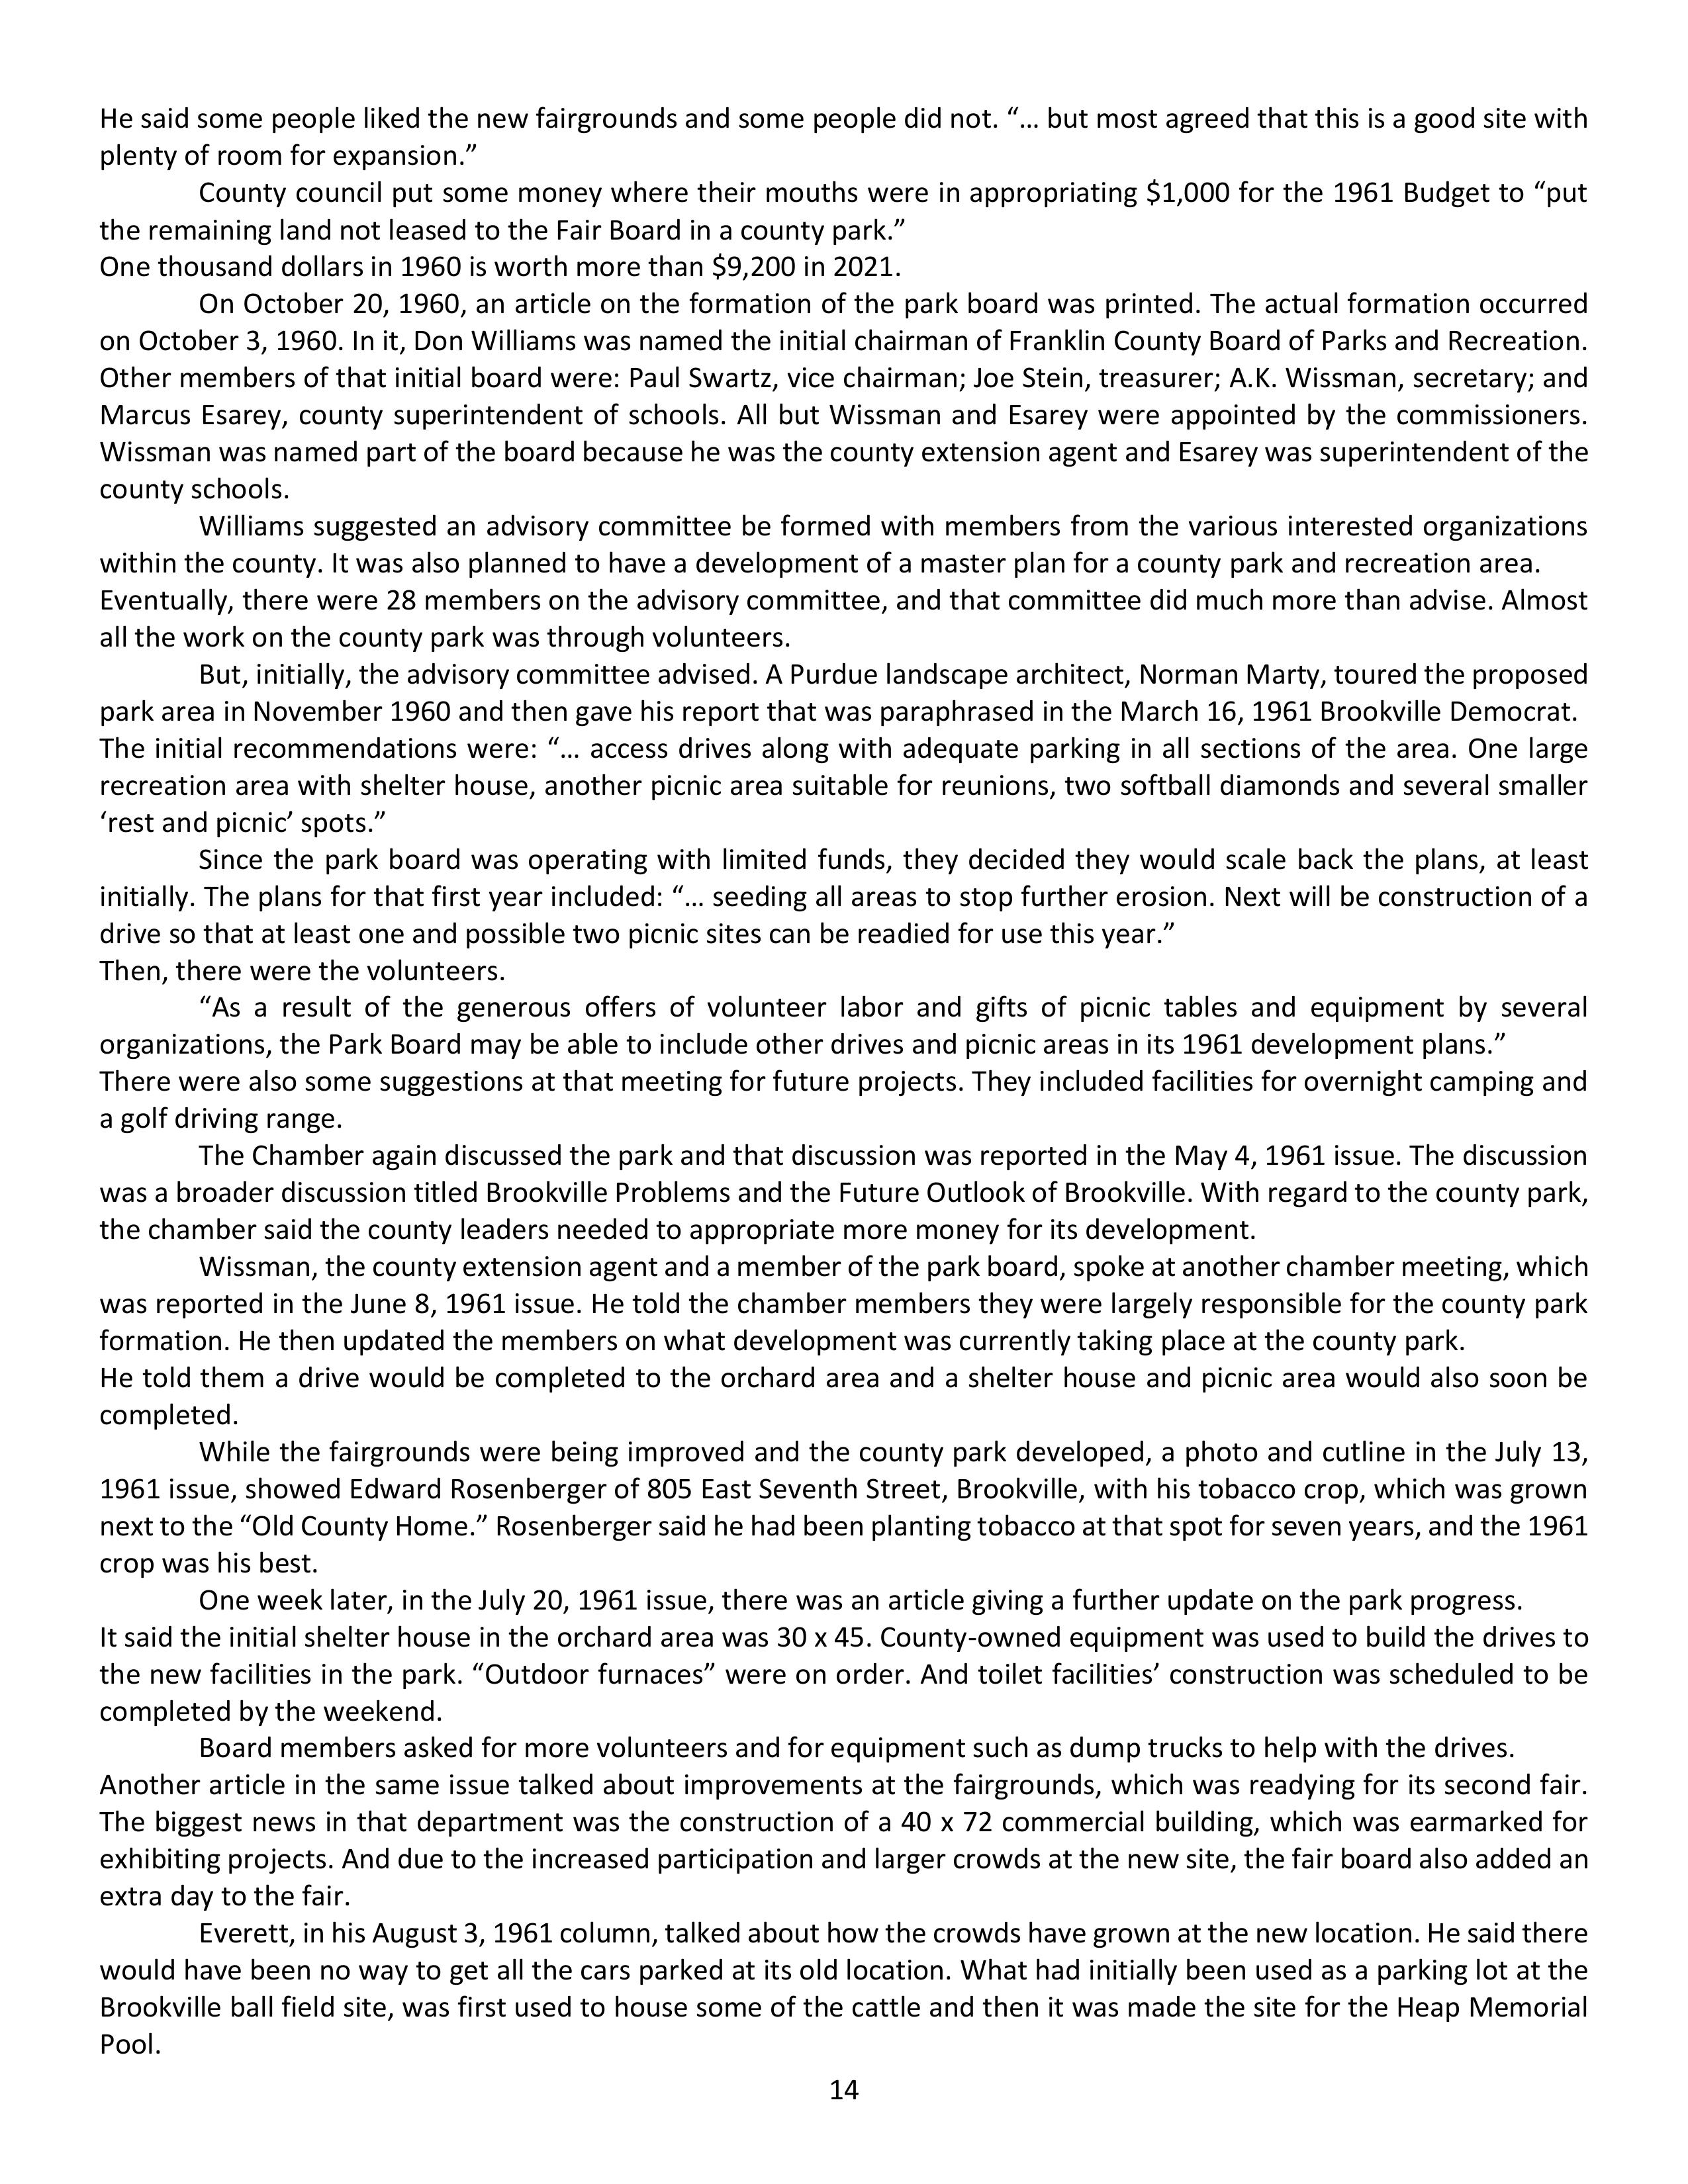 He said some people liked the new fairgrounds and some people did not. “… but most agreed that this is a good site with
plenty of room for expansion.”
County council put some money where their mouths were in appropriating $1,000 for the 1961 Budget to “put
the remaining land not leased to the Fair Board in a county park.”
One thousand dollars in 1960 is worth more than $9,200 in 2021.
On October 20, 1960, an article on the formation of the park board was printed. The actual formation occurred
on October 3, 1960. In it, Don Williams was named the initial chairman of Franklin County Board of Parks and Recreation.
Other members of that initial board were: Paul Swartz, vice chairman; Joe Stein, treasurer; A.K. Wissman, secretary; and
Marcus Esarey, county superintendent of schools. All but Wissman and Esarey were appointed by the commissioners.
Wissman was named part of the board because he was the county extension agent and Esarey was superintendent of the
county schools.
Williams suggested an advisory committee be formed with members from the various interested organizations
within the county. It was also planned to have a development of a master plan for a county park and recreation area.
Eventually, there were 28 members on the advisory committee, and that committee did much more than advise. Almost
all the work on the county park was through volunteers.
But, initially, the advisory committee advised. A Purdue landscape architect, Norman Marty, toured the proposed
park area in November 1960 and then gave his report that was paraphrased in the March 16, 1961 Brookville Democrat.
The initial recommendations were: “… access drives along with adequate parking in all sections of the area. One large
recreation area with shelter house, another picnic area suitable for reunions, two softball diamonds and several smaller
‘rest and picnic’ spots.”
Since the park board was operating with limited funds, they decided they would scale back the plans, at least
initially. The plans for that first year included: “… seeding all areas to stop further erosion. Next will be construction of a
drive so that at least one and possible two picnic sites can be readied for use this year.”
Then, there were the volunteers.
“As a result of the generous offers of volunteer labor and gifts of picnic tables and equipment by several
organizations, the Park Board may be able to include other drives and picnic areas in its 1961 development plans.”
There were also some suggestions at that meeting for future projects. They included facilities for overnight camping and
a golf driving range.
The Chamber again discussed the park and that discussion was reported in the May 4, 1961 issue. The discussion
was a broader discussion titled Brookville Problems and the Future Outlook of Brookville. With regard to the county park,
the chamber said the county leaders needed to appropriate more money for its development.
Wissman, the county extension agent and a member of the park board, spoke at another chamber meeting, which
was reported in the June 8, 1961 issue. He told the chamber members they were largely responsible for the county park
formation. He then updated the members on what development was currently taking place at the county park.
He told them a drive would be completed to the orchard area and a shelter house and picnic area would also soon be
completed.
While the fairgrounds were being improved and the county park developed, a photo and cutline in the July 13,
1961 issue, showed Edward Rosenberger of 805 East Seventh Street, Brookville, with his tobacco crop, which was grown
next to the “Old County Home.” Rosenberger said he had been planting tobacco at that spot for seven years, and the 1961
crop was his best.
One week later, in the July 20, 1961 issue, there was an article giving a further update on the park progress.
It said the initial shelter house in the orchard area was 30 x 45. County-owned equipment was used to build the drives to
the new facilities in the park. “Outdoor furnaces” were on order. And toilet facilities’ construction was scheduled to be
completed by the weekend.
Board members asked for more volunteers and for equipment such as dump trucks to help with the drives.
Another article in the same issue talked about improvements at the fairgrounds, which was readying for its second fair.
The biggest news in that department was the construction of a 40 x 72 commercial building, which was earmarked for
exhibiting projects. And due to the increased participation and larger crowds at the new site, the fair board also added an
extra day to the fair.
Everett, in his August 3, 1961 column, talked about how the crowds have grown at the new location. He said there
would have been no way to get all the cars parked at its old location. What had initially been used as a parking lot at the
Brookville ball field site, was first used to house some of the cattle and then it was made the site for the Heap Memorial
Pool.
14